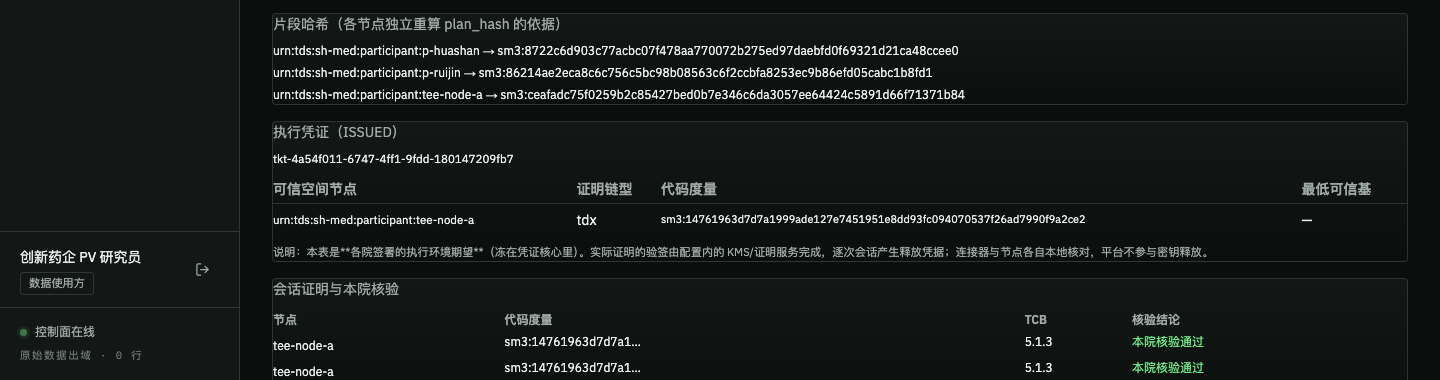 片段哈希（各节点独立重算 plan_hash 的依据）
urn:tds:sh-med:participant:p-huashan → sm3:8722c6d903c77acbc07f478aa770072b275ed97daebfd0f69321d21ca48ccee0
urn:tds:sh-med:participant:p-ruijin → sm3:86214ae2eca8c6c756c5bc98b08563c6f2ccbfa8253ec9b86efd05cabc1b8fd1
urn:tds:sh-med:participant:tee-node-a → sm3:ceafadc75f0259b2c85427bed0b7e346c6da3057ee64424c5891d66f71371b84
执行凭证（ISSUED）
tkt-4a54f011-6747-4ff1-9fdd-180147209fb7
可信空间节点 证明链型 代码度量 最低可信基
urn:tds:sh-med:participant:tee-node-a tdx sm3:14761963d7d7a1999ade127e7451951e8dd93fc094070537f26ad7990f9a2ce2 —
说明：本表是**各院签署的执行环境期望**（冻在凭证核心里）。实际证明的验签由配置内的 KMS/证明服务完成，逐次会话产生释放凭据；连接器与节点各自本地核对，平台不参与密钥释放。
会话证明与本院核验
节点 代码度量 TCB 核验结论
tee-node-a sm3:14761963d7d7a1... 5.1.3 本院核验通过
tee-node-a sm3:14761963d7d7a1... 5.1.3 本院核验通过
创新药企 PV 研究员
数据使用方
控制面在线
原始数据出域 · 0 行